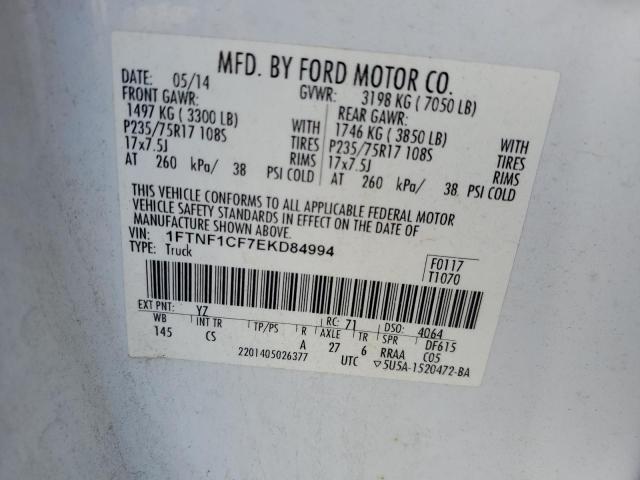 MFD. BY FORD MOTOR CO.
DATE: 05/14 GVWR: 3198 KG ( 7050 LB)
FRONT GAWR: REAR GAWR:
1497 KG ( 3300 LB) WITH 1746 KG ( 3850 LB) WITH
P235/75R17 108S TIRES P235/75R17 108S TIRES
17x7.5J RIMS 17x7.5J RIMS
AT 260 kPa/ 38 PSI COLD AT 260 kPa/ 38 PSI COLD
THIS VEHICLE CONFORMS TO ALL APPLICABLE FEDERAL MOTOR
VEHICLE SAFETY STANDARDS IN EFFECT ON THE DATE OF
MANUFACTURE SHOWN ABOVE.
VIN: 1FTNF1CF7EKD84994
TYPE: Truck
F0117
T1070
EXT PNT: YZ RC: 71 DSO: 4064
WB INT TR TP/PS R AXLE TR SPR DF615
145 CS A 27 6 RRAA C05
2201405026377 UTC ▽5U5A-1520472-BA